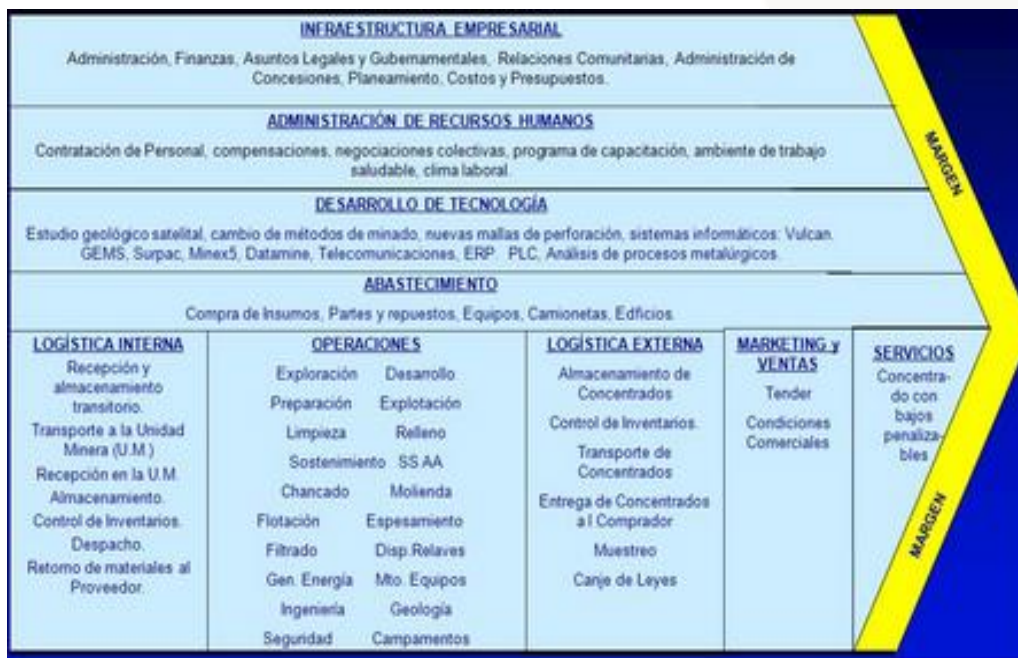 INFRAESTRUCTURA EMPRESARIAL
Administración, Finanzas, Asuntos Legales y Gubernamentales, Relaciones Comunitarias, Administración de
Concesiones, Planeamiento, Costos y Presupuestos.
ADMINISTRACIÓN DE RECURSOS HUMANOS
Contratación de Personal, compensaciones, negociaciones colectivas, programa de capacitación, ambiente de trabajo
saludable, clima laboral.
DESARROLLO DE TECNOLOGÍA
Estudio geológico satelital, cambio de métodos de minado, nuevas mallas de perforación, sistemas informáticos: Vulcan.
GEMS, Surpac, Minex5, Datamine, Telecomunicaciones, ERP PLC, Análisis de procesos metalúrgicos.
ABASTECIMIENTO
Compra de Insumos, Partes y repuestos, Equipos, Camionetas, Edficios.
LOGÍSTICA INTERNA
Recepción y
almacenamiento
transitorio.
Transporte a la Unidad
Minera (U.M.)
Recepción en la U.M.
Almacenamiento.
Control de Inventarios.
Despacho.
Retorno de materiales al
Proveedor.
OPERACIONES
Exploración Desarrollo
Preparación Explotación
Limpieza Relleno
Sostenimiento SS AA
Chancado Molienda
Flotación Espesamiento
Filtrado Disp.Relaves
Gen. Energía Mto. Equipos
Ingeniería Geología
Seguridad Campamentos
LOGÍSTICA EXTERNA
Almacenamiento de
Concentrados
Control de Inventarios.
Transporte de
Concentrados
Entrega de Concentrados
a l Comprador
Muestreo
Canje de Leyes
MARKETING y
VENTAS
Tender
Condiciones
Comerciales
SERVICIOS
Concentra-
do con
bajos
penaliza-
bles
MARGEN
MARGEN